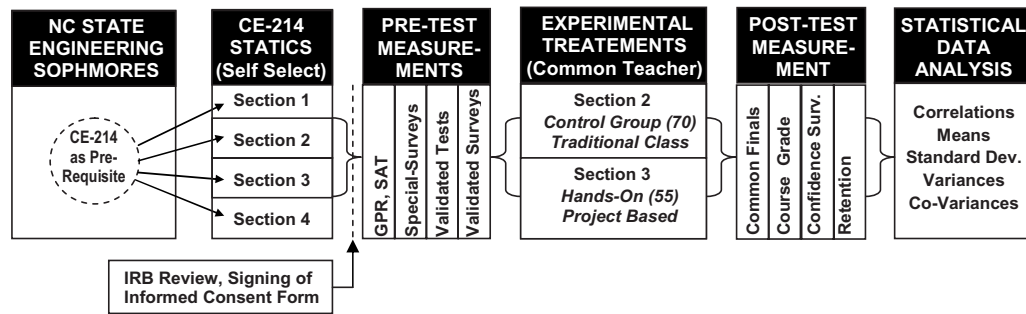 NC STATE
ENGINEERING
SOPHMORES
CE-214
as Pre-
Requisite
CE-214
STATICS
(Self Select)
Section 1
Section 2
Section 3
Section 4
IRB Review, Signing of
Informed Consent Form
PRE-TEST
MEASURE-
MENTS
GPR, SAT
Special-Surveys
Validated Tests
Validated Surveys
EXPERIMENTAL
TREATEMENTS
(Common Teacher)
Section 2
Control Group (70)
Traditional Class
Section 3
Hands-On (55)
Project Based
POST-TEST
MEASURE-
MENT
Common Finals
Course Grade
Confidence Surv.
Retention
STATISTICAL
DATA
ANALYSIS
Correlations
Means
Standard Dev.
Variances
Co-Variances